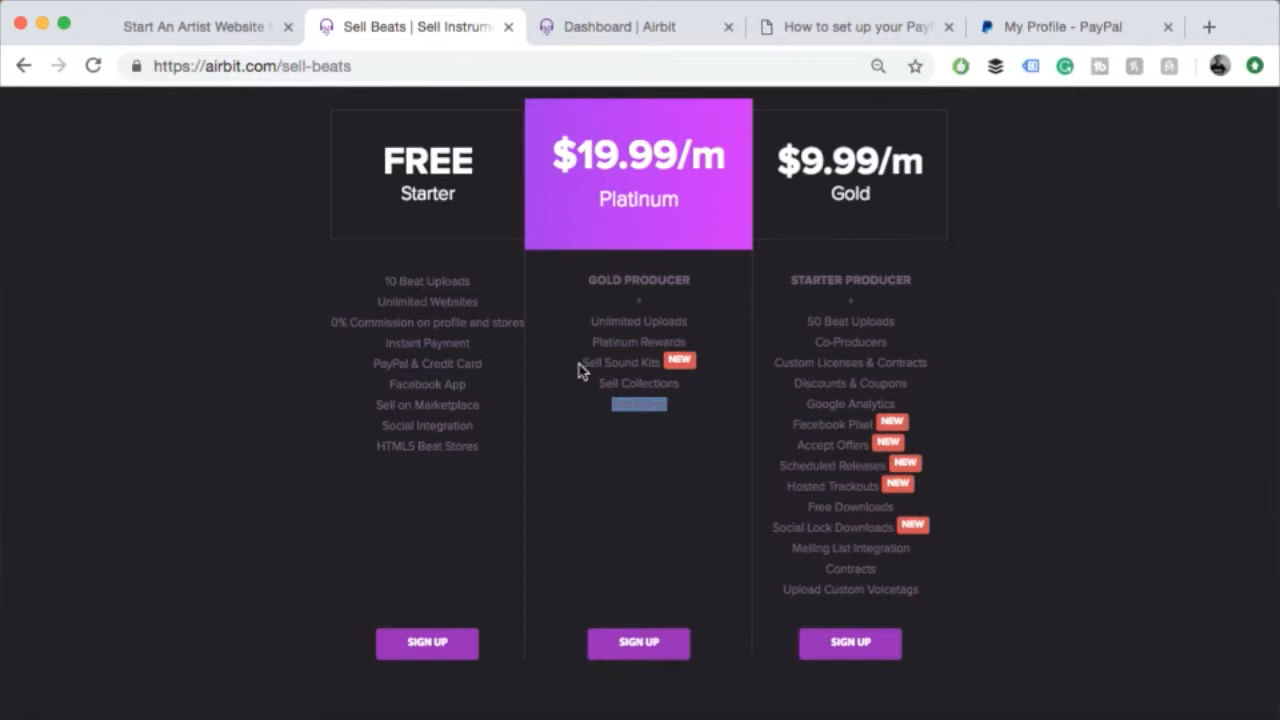 Start An Artist Website
Sell Beats | Sell Instrum
Dashboard | Airbit
How to set up your Pay
My Profile - PayPal
https://airbit.com/sell-beats
FREE
Starter
10 Beat Uploads
Unlimited Websites
0% Commission on profile and stores
Instant Payment
PayPal & Credit Card
Facebook App
Sell on Marketplace
Social Integration
HTML5 Beat Stores
SIGN UP
$19.99/m
Platinum
GOLD PRODUCER
+
Unlimited Uploads
Platinum Rewards
Sell Sound Kits NEW
Sell Collections
SIGN UP
$9.99/m
Gold
STARTER PRODUCER
+
50 Beat Uploads
Co-Producers
Custom Licenses & Contracts
Discounts & Coupons
Google Analytics
Facebook Pixel NEW
Accept Offers NEW
Scheduled Releases NEW
Hosted Trackouts NEW
Free Downloads
Social Lock Downloads NEW
Mailing List Integration
Contracts
Upload Custom Voicetags
SIGN UP